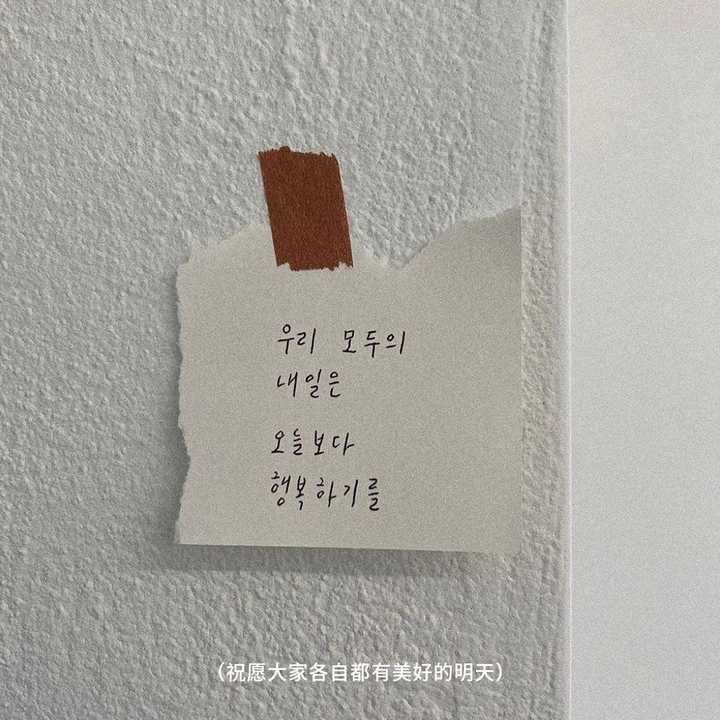 우리 모두의
내일은
오늘보다
행복하기를
（祝愿大家各自都有美好的明天）